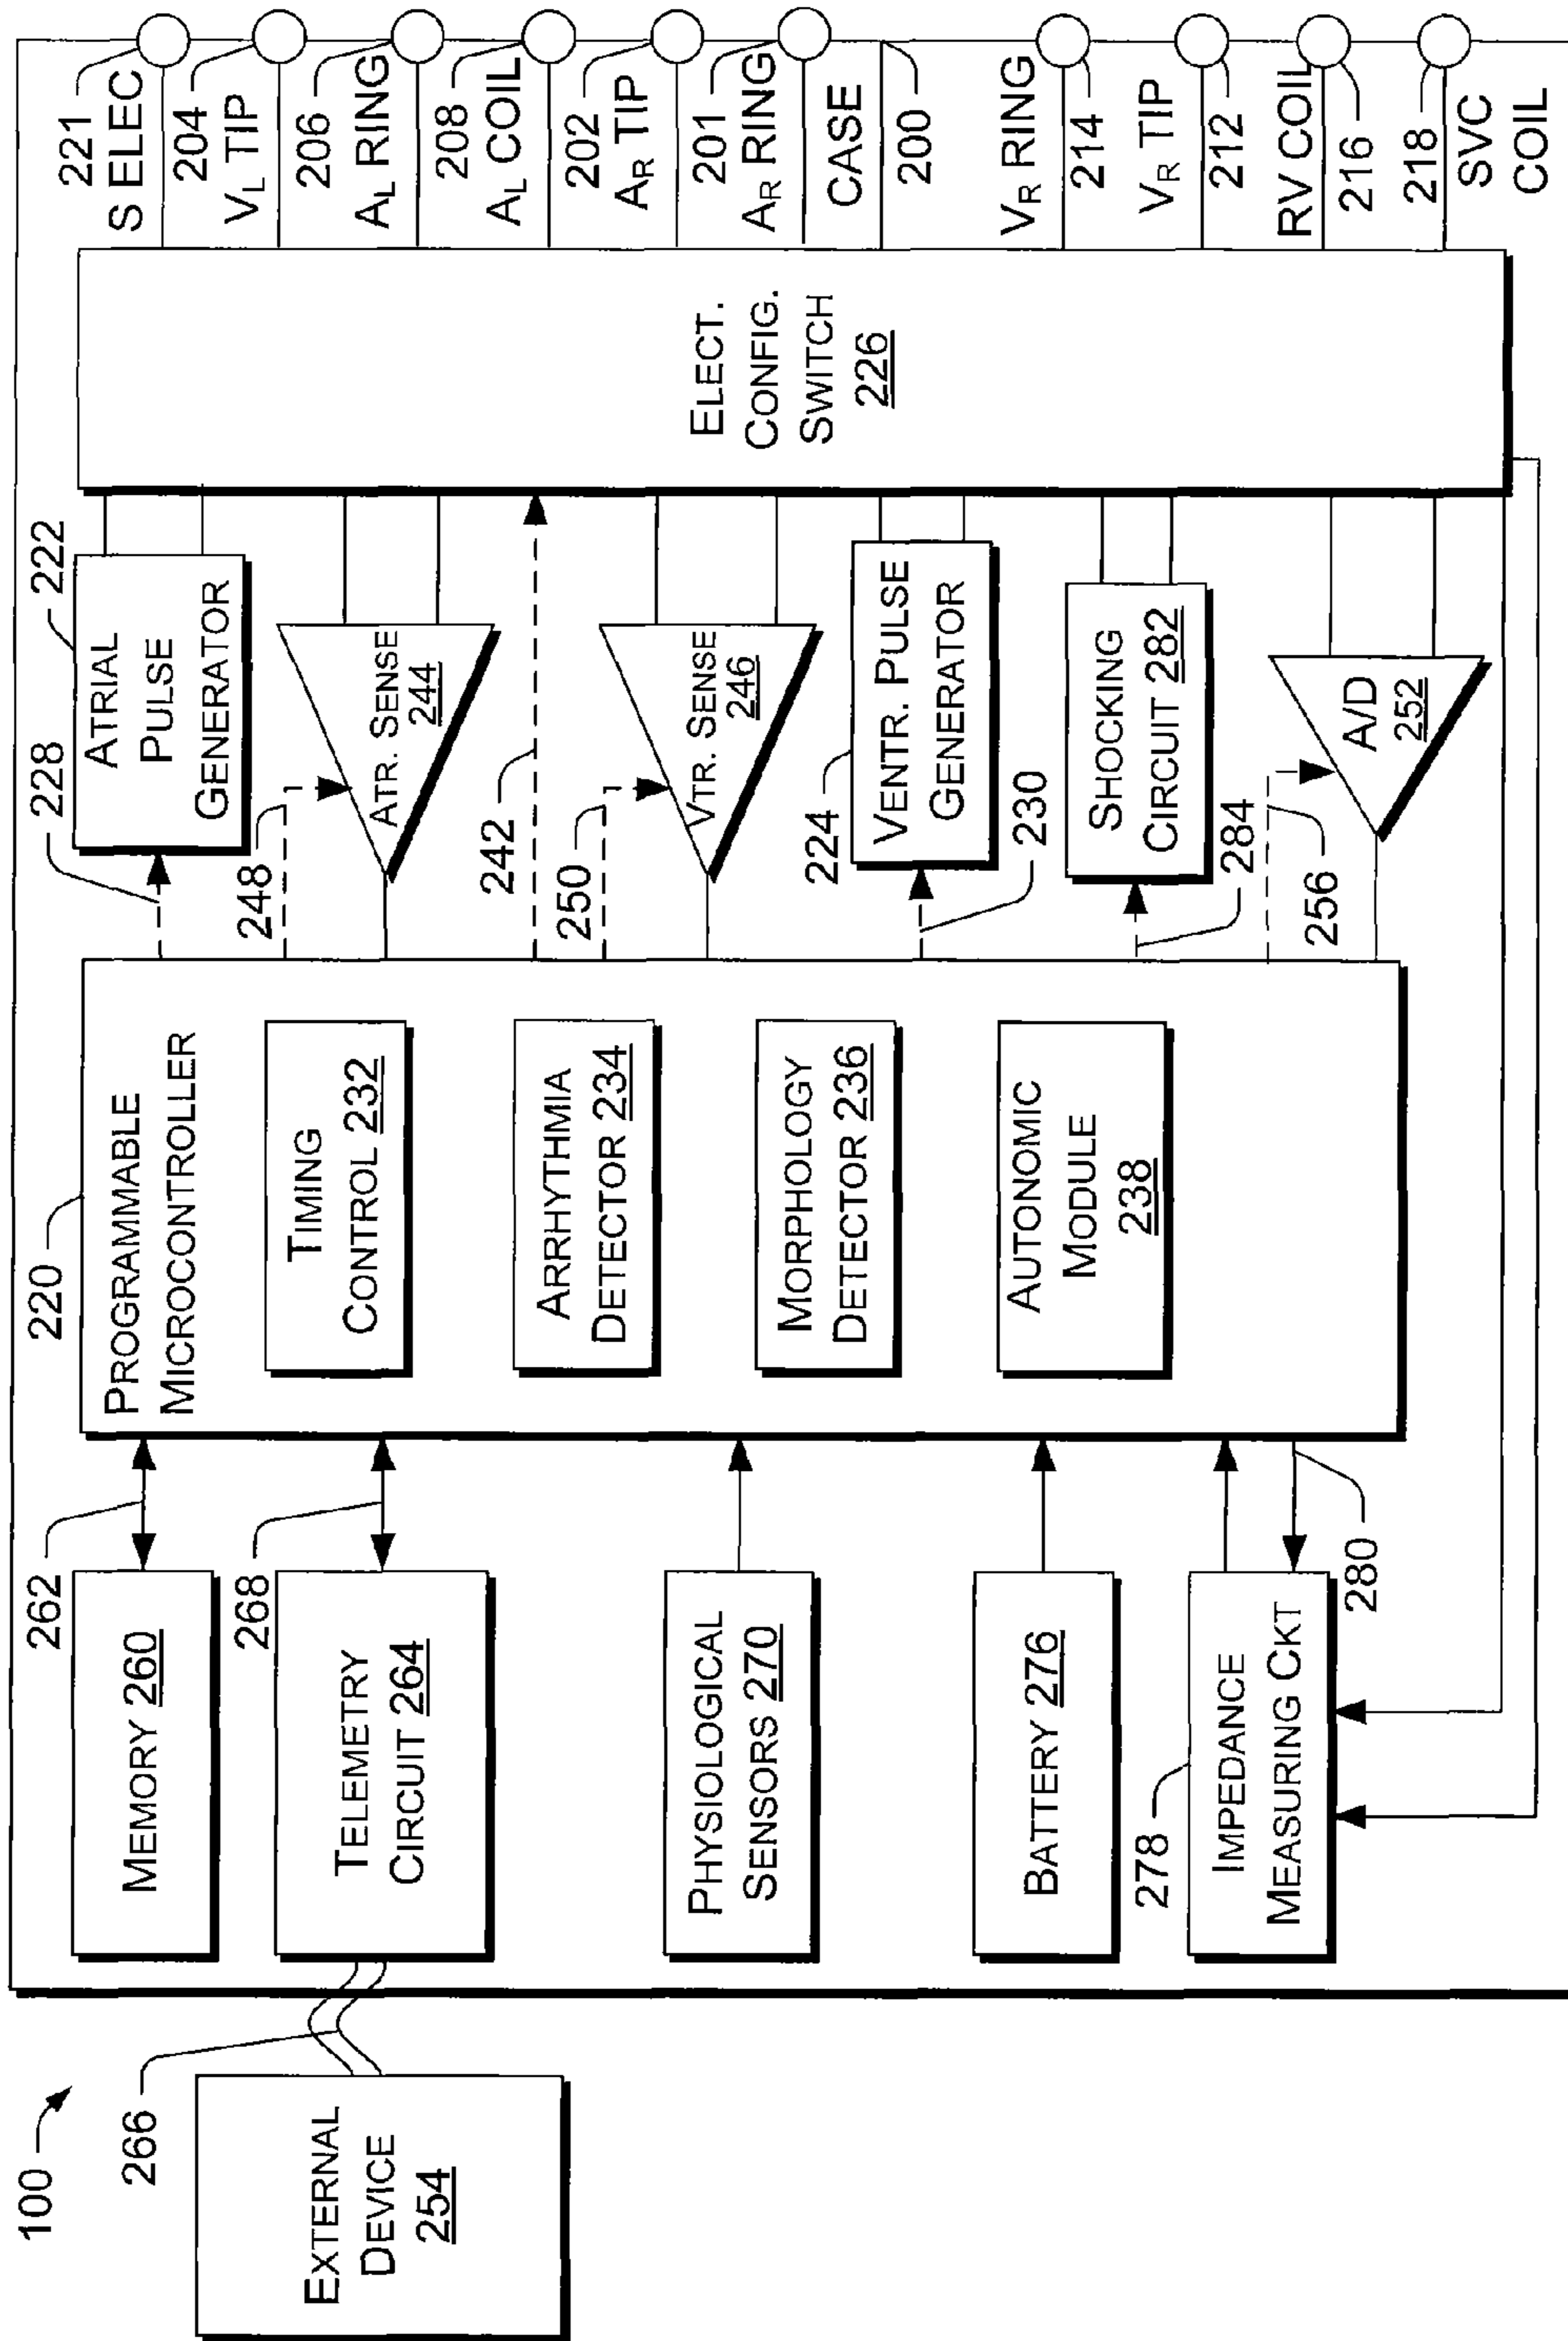 100
EXTERNAL
DEVICE
254
266
262
MEMORY 260
268
TELEMETRY
CIRCUIT 264
PHYSIOLOGICAL
SENSORS 270
BATTERY 276
278
IMPEDANCE
MEASURING CKT
280
220
PROGRAMMABLE
MICROCONTROLLER
TIMING
CONTROL 232
ARRHYTHMIA
DETECTOR 234
MORPHOLOGY
DETECTOR 236
AUTONOMIC
MODULE
238
228
222
ATRIAL
PULSE
GENERATOR
248
ATR. SENSE
244
242
250
VTR. SENSE
246
224
VENTR. PULSE
GENERATOR
230
SHOCKING
CIRCUIT 282
284
256
A/D
252
ELECT.
CONFIG.
SWITCH
226
221
S ELEC
204
VL TIP
206
AL RING
208
AL COIL
202
AR TIP
201
AR RING
CASE
200
VR RING
214
VR TIP
212
RV COIL
216
218
SVC
COIL